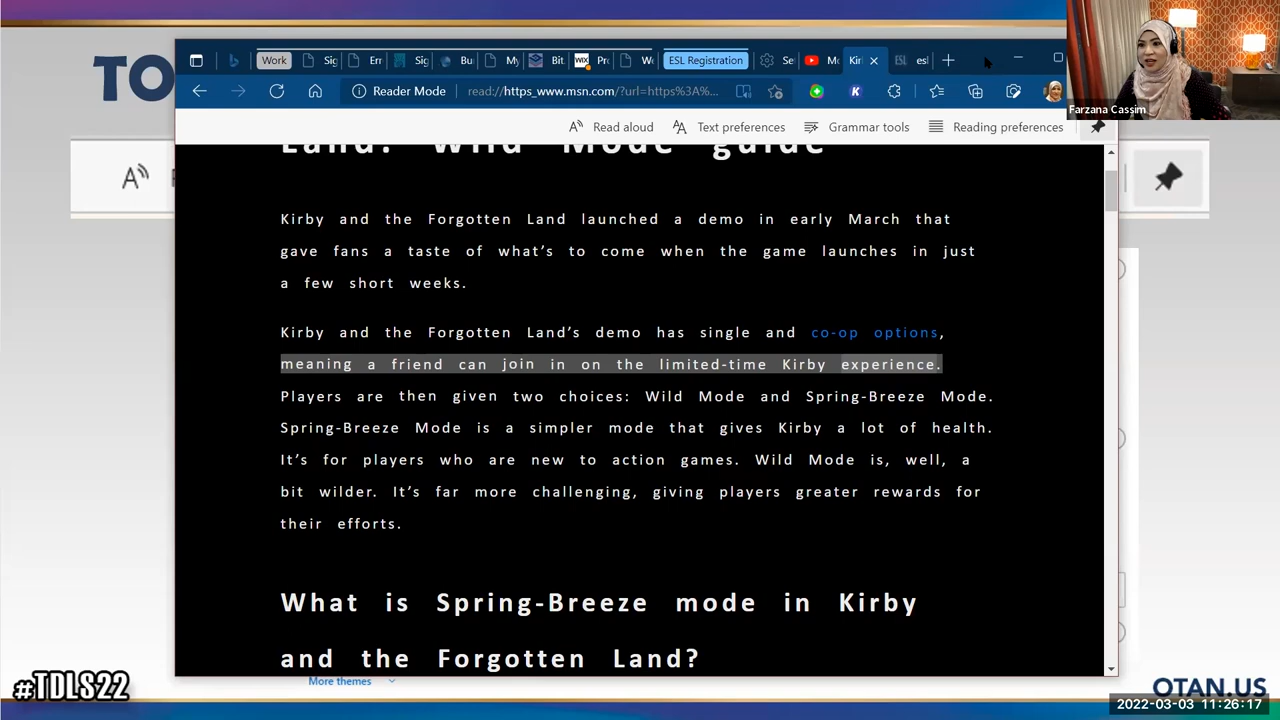 TO
Work
Sig
Err
Sig
Bu
My
Bit
WIX
Pro
ESL Registration
Se
Kir
esl
Reader Mode
read://https_www.msn.com/?url=https%3A%...
Farzana Cassim
Read aloud
Text preferences
Grammar tools
Reading preferences
Land: Wild Mode guide
Kirby and the Forgotten Land launched a demo in early March that
gave fans a taste of what's to come when the game launches in just
a few short weeks.
Kirby and the Forgotten Land's demo has single and co-op options,
meaning a friend can join in on the limited-time Kirby experience.
Players are then given two choices: Wild Mode and Spring-Breeze Mode.
Spring-Breeze Mode is a simpler mode that gives Kirby a lot of health.
It's for players who are new to action games. Wild Mode is, well, a
bit wilder. It's far more challenging, giving players greater rewards for
their efforts.
What is Spring-Breeze mode in Kirby
and the Forgotten Land?
More themes
#TDLS22
OTAN.US
2022-03-03 11:26:17